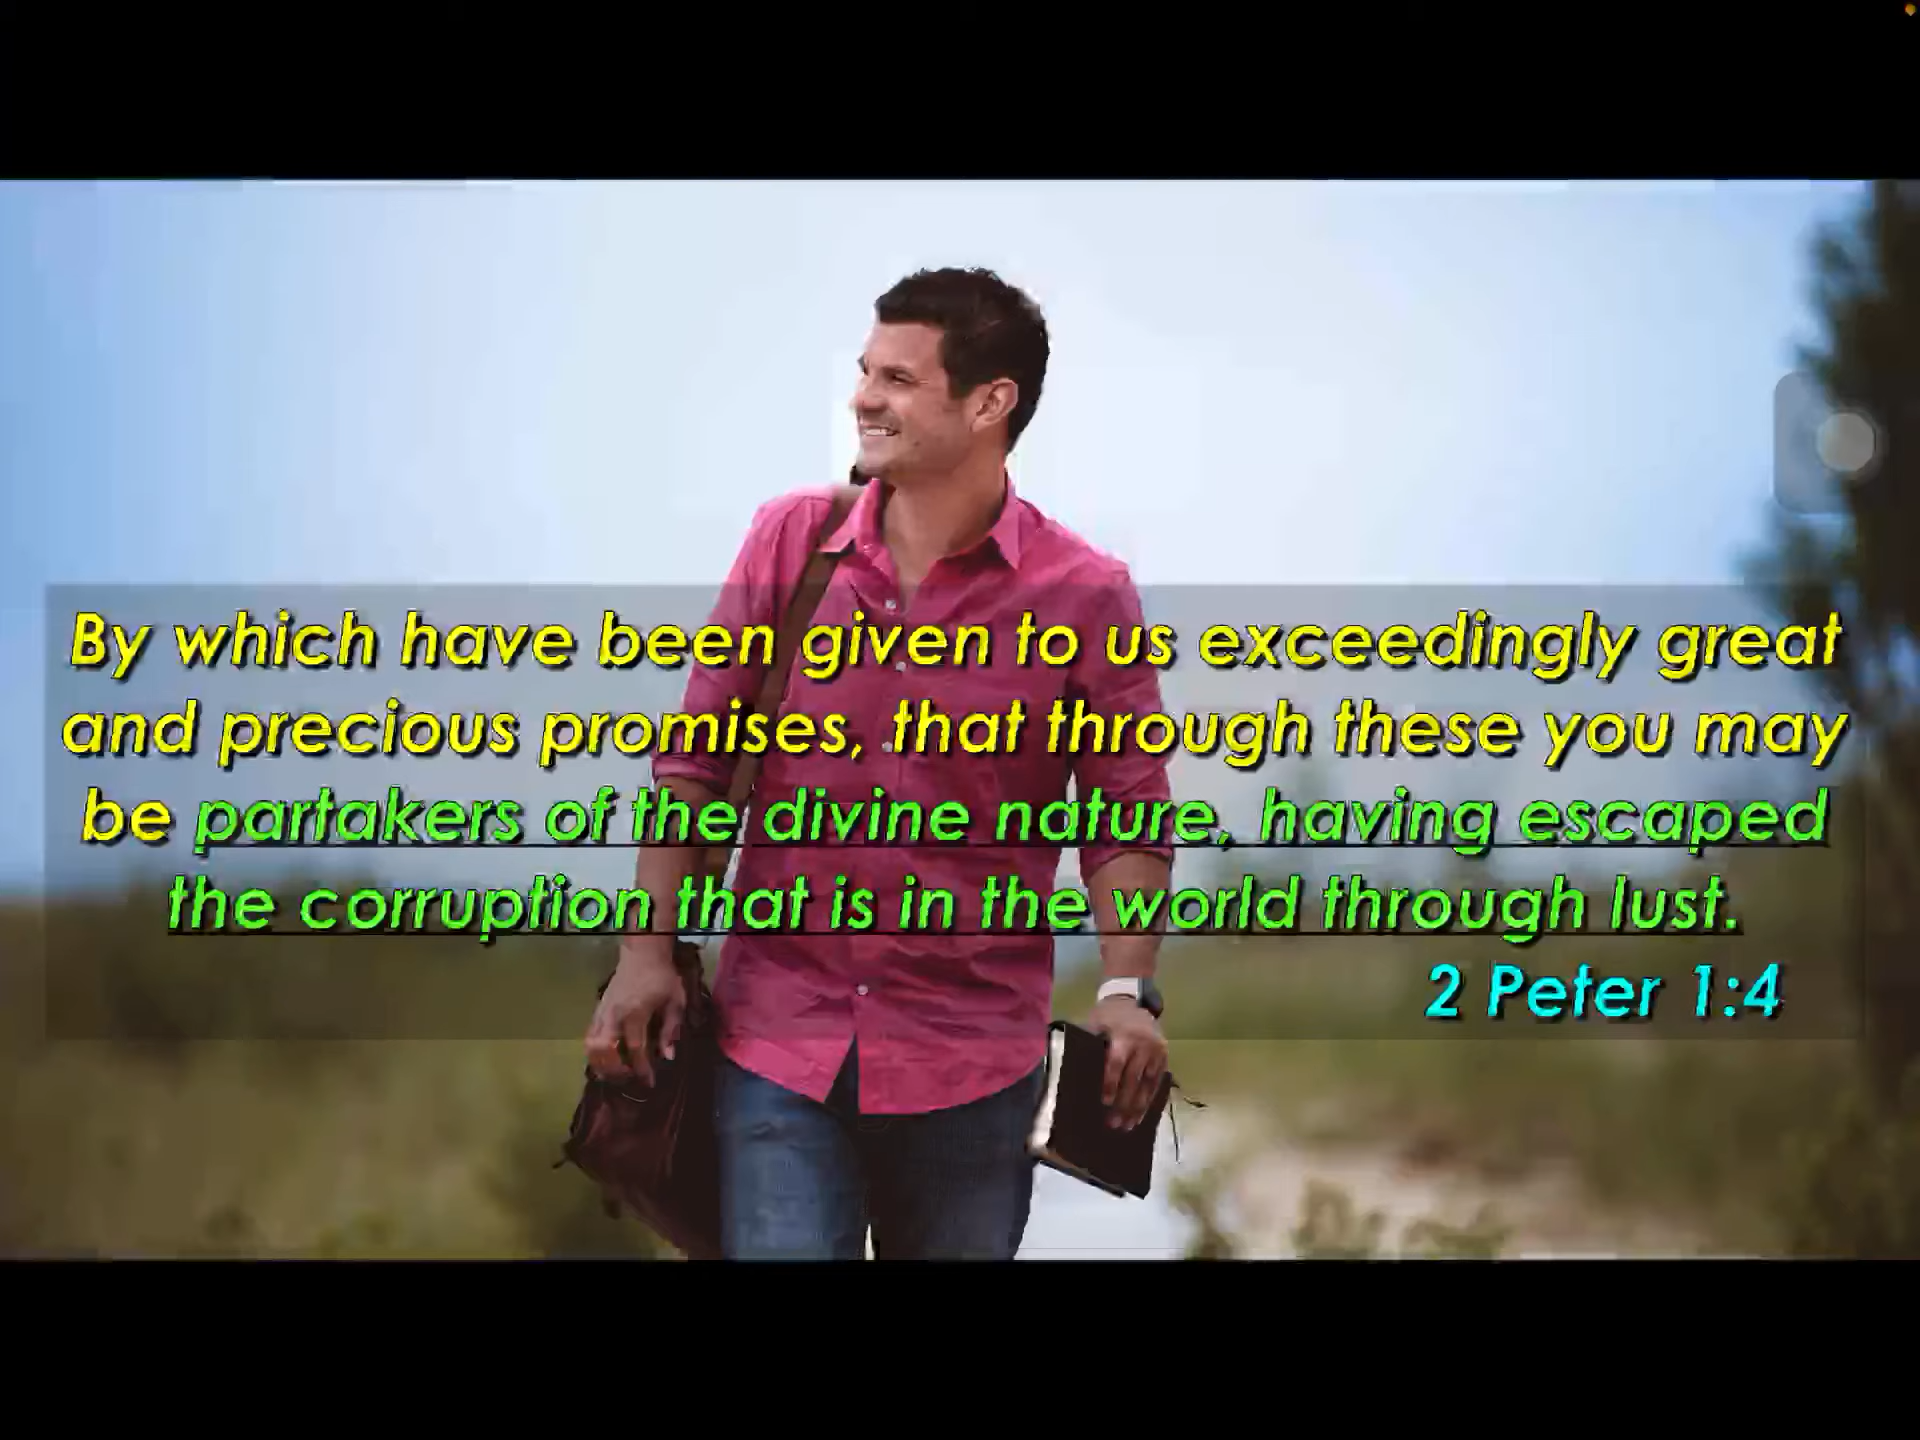 By which have been given to us exceedingly great
and precious promises, that through these you may
be partakers of the divine nature, having escaped
the corruption that is in the world through lust.
2 Peter 1:4